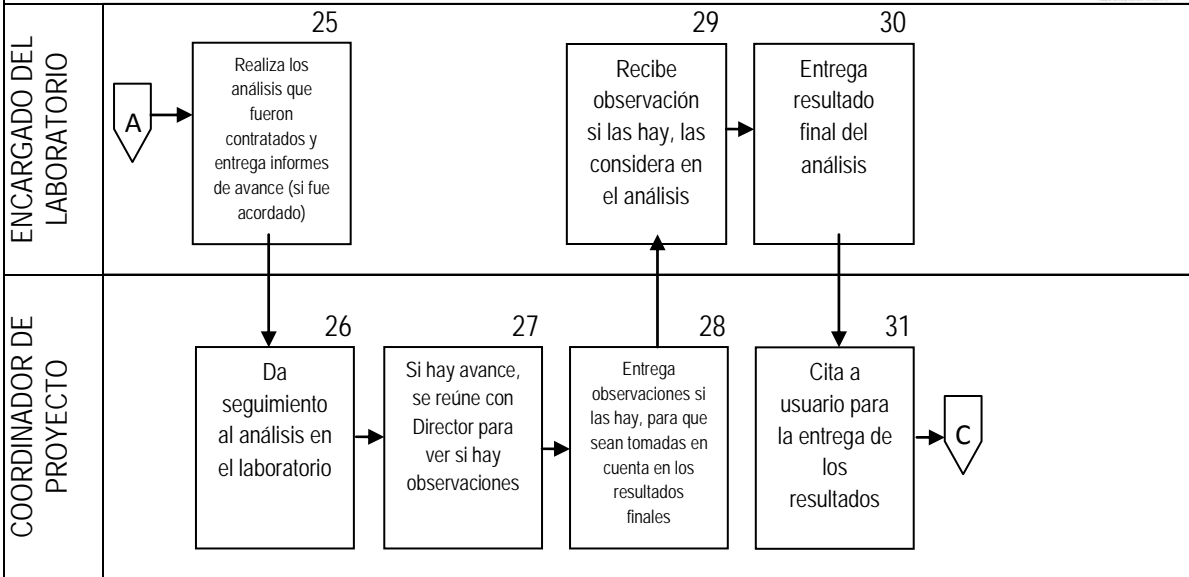 ENCARGADO DEL
LABORATORIO
A
25
Realiza los
análisis que
fueron
contratados y
entrega informes
de avance (si fue
acordado)
29
Recibe
observación
si las hay, las
considera en
el análisis
30
Entrega
resultado
final del
análisis
COORDINADOR DE
PROYECTO
26
Da
seguimiento
al análisis en
el laboratorio
27
Si hay avance,
se reúne con
Director para
ver si hay
observaciones
28
Entrega
observaciones si
las hay, para que
sean tomadas en
cuenta en los
resultados
finales
31
Cita a
usuario para
la entrega de
los
resultados
C